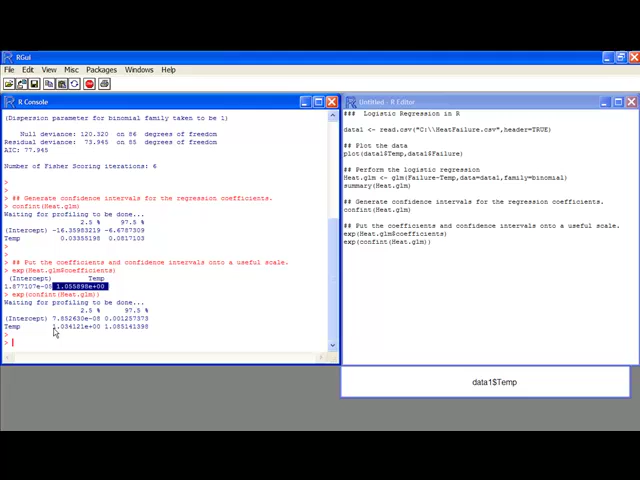 RGui
File Edit View Misc Packages Windows Help
R Console
(Dispersion parameter for binomial family taken to be 1)
Null deviance: 120.320 on 86 degrees of freedom
Residual deviance: 73.945 on 85 degrees of freedom
AIC: 77.945
Number of Fisher Scoring iterations: 6
>
>
> ## Generate confidence intervals for the regression coefficients.
> confint(Heat.glm)
Waiting for profiling to be done...
2.5 % 97.5 %
(Intercept) -16.35983219 -6.6787309
Temp 0.03355198 0.0817103
>
>
> ## Put the coefficients and confidence intervals onto a useful scale.
> exp(Heat.glm$coefficients)
(Intercept) Temp
1.877107e-05 1.055898e+00
> exp(confint(Heat.glm))
Waiting for profiling to be done...
2.5 % 97.5 %
(Intercept) 7.852630e-08 0.001257373
Temp 1.034121e+00 1.085141398
>
>
Untitled - R Editor
### Logistic Regression in R
data1 <- read.csv("C:\\HeatFailure.csv",header=TRUE)
## Plot the data
plot(data1$Temp,data1$Failure)
## Perform the logistic regression
Heat.glm <- glm(Failure~Temp,data=data1,family=binomial)
summary(Heat.glm)
## Generate confidence intervals for the regression coefficients.
confint(Heat.glm)
## Put the coefficients and confidence intervals onto a useful scale.
exp(Heat.glm$coefficients)
exp(confint(Heat.glm))
data1$Temp